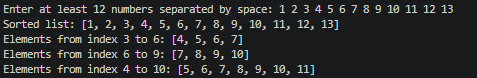 Enter at least 12 numbers separated by space: 1 2 3 4 5 6 7 8 9 10 11 12 13
Sorted list: [1, 2, 3, 4, 5, 6, 7, 8, 9, 10, 11, 12, 13]
Elements from index 3 to 6: [4, 5, 6, 7]
Elements from index 6 to 9: [7, 8, 9, 10]
Elements from index 4 to 10: [5, 6, 7, 8, 9, 10, 11]